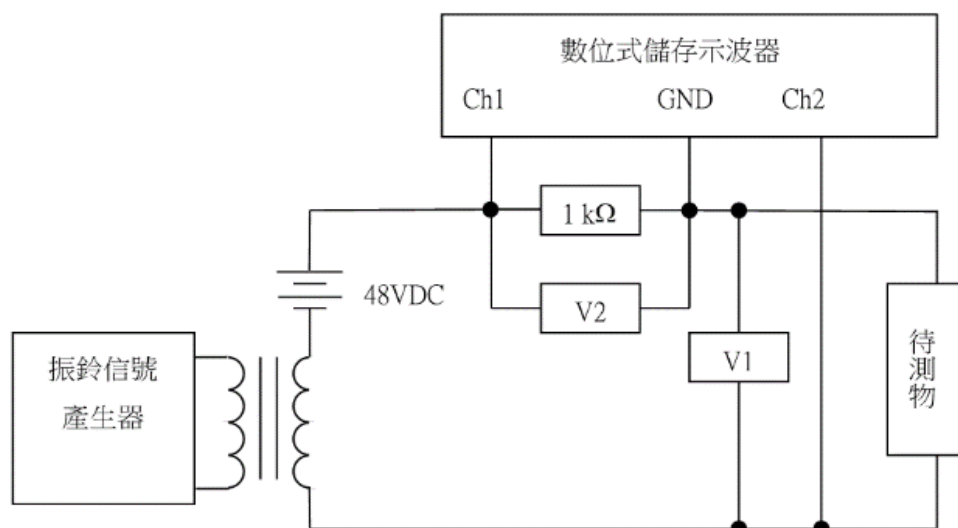 數位式儲存示波器
Ch1
GND
Ch2
1 kΩ
V2
48VDC
V1
振鈴信號
產生器
待測物